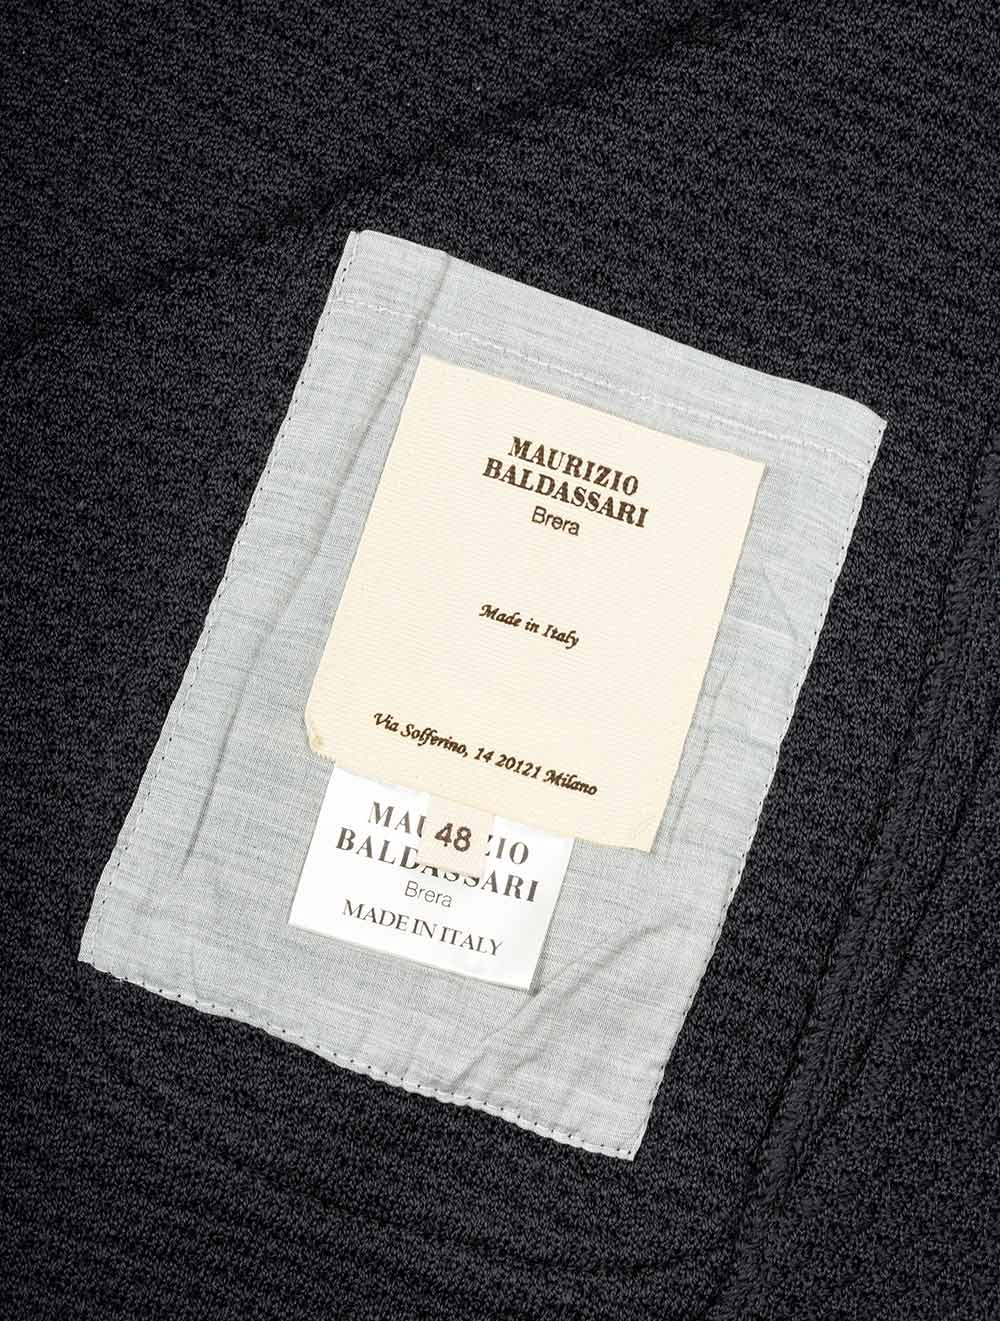 MAURIZIO
BALDASSARI
Brera
Made in Italy
Via Solferino, 14 20121 Milano
48
MAURIZIO
BALDASSARI
Brera
MADE IN ITALY